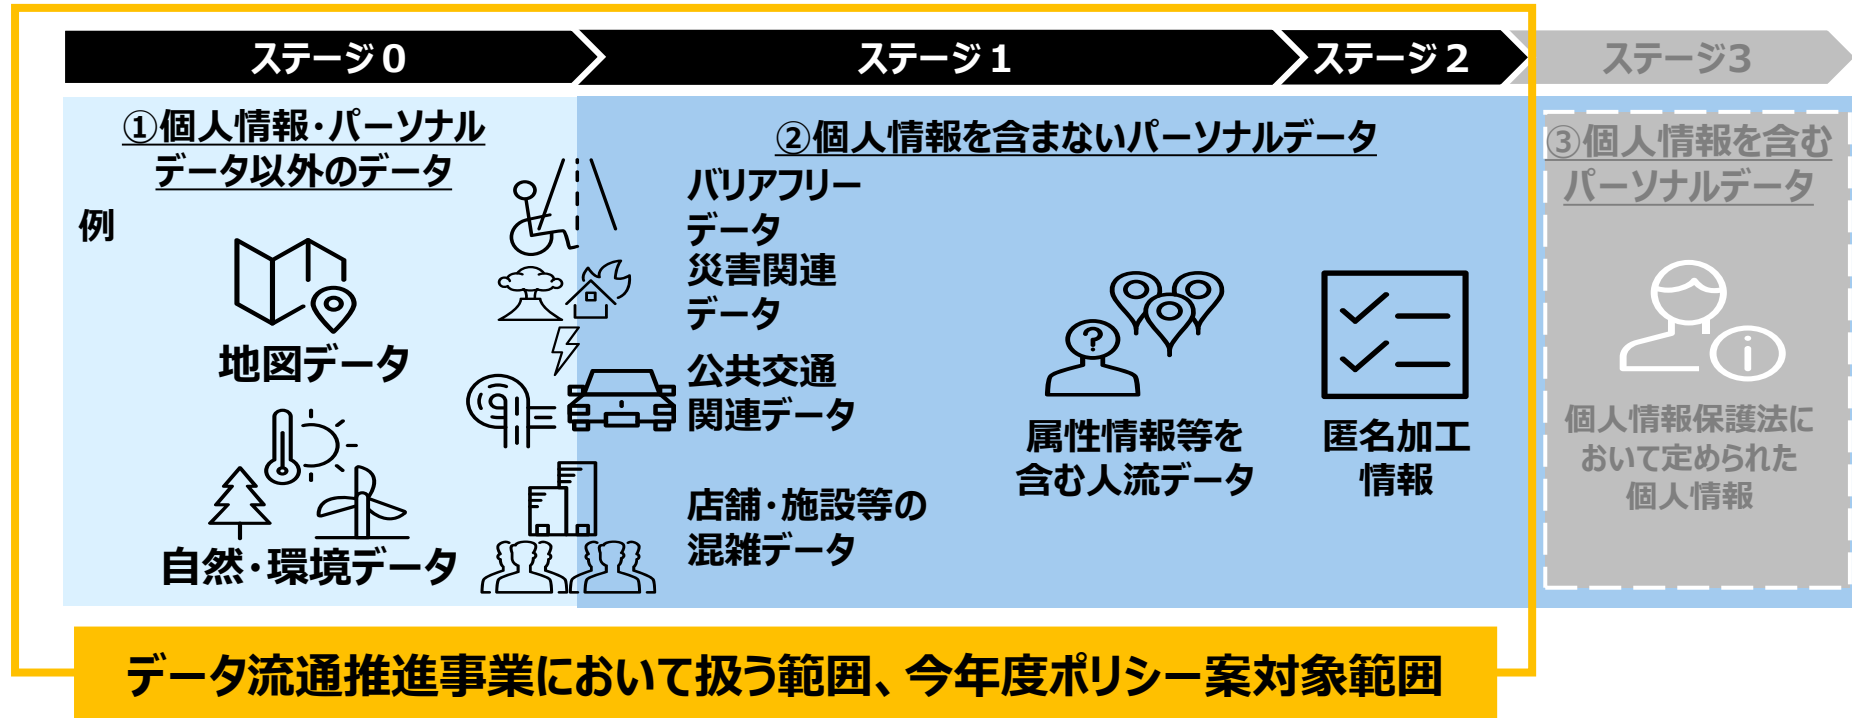 ステージ０
ステージ１
ステージ２
ステージ3
①個人情報・パーソナル
データ以外のデータ
例
地図データ
自然・環境データ
②個人情報を含まないパーソナルデータ
バリアフリー
データ
災害関連
データ
公共交通
関連データ
店舗・施設等の
混雑データ
?
属性情報等を
含む人流データ
匿名加工
情報
③個人情報を含む
パーソナルデータ
i
個人情報保護法に
おいて定められた
個人情報
データ流通推進事業において扱う範囲、今年度ポリシー案対象範囲